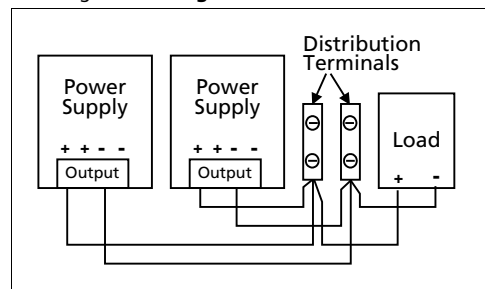 Distribution
Terminals
Power
Supply
+ + - -
Output
Power
Supply
+ + - -
Output
Load
+ -